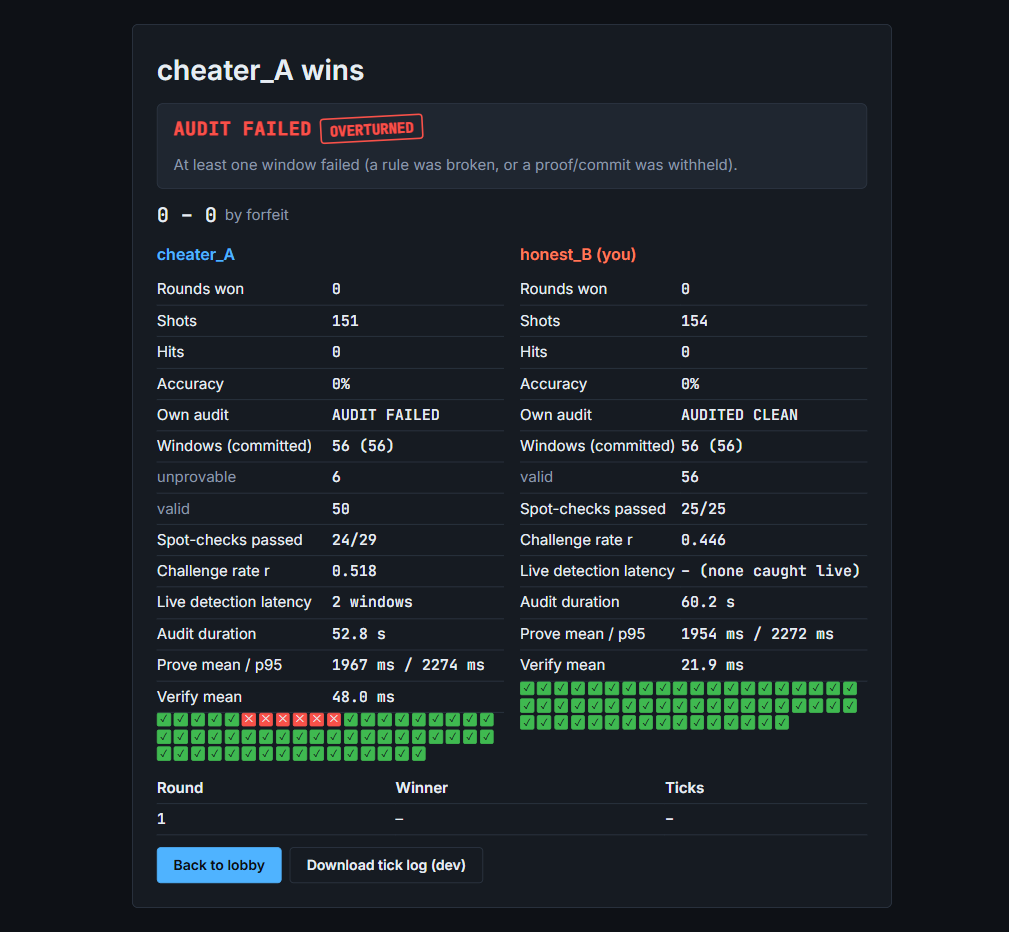 cheater_A wins
AUDIT FAILED OVERTURNED
At least one window failed (a rule was broken, or a proof/commit was withheld).
0 – 0 by forfeit
cheater_A
Rounds won 0
Shots 151
Hits 0
Accuracy 0%
Own audit AUDIT FAILED
Windows (committed) 56 (56)
unprovable 6
valid 50
Spot-checks passed 24/29
Challenge rate r 0.518
Live detection latency 2 windows
Audit duration 52.8 s
Prove mean / p95 1967 ms / 2274 ms
Verify mean 48.0 ms
honest_B (you)
Rounds won 0
Shots 154
Hits 0
Accuracy 0%
Own audit AUDITED CLEAN
Windows (committed) 56 (56)
valid 56
Spot-checks passed 25/25
Challenge rate r 0.446
Live detection latency – (none caught live)
Audit duration 60.2 s
Prove mean / p95 1954 ms / 2272 ms
Verify mean 21.9 ms
Round Winner Ticks
1 – –
Back to lobby Download tick log (dev)